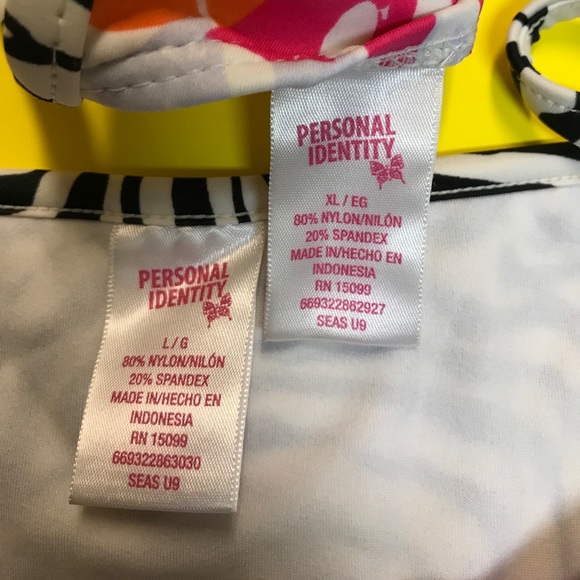 PERSONAL
IDENTITY
XL / EG
80% NYLON/NILÓN
20% SPANDEX
MADE IN/HECHO EN
INDONESIA
RN 15099
669322862927
SEAS U9
PERSONAL
IDENTITY
L / G
80% NYLON/NILÓN
20% SPANDEX
MADE IN/HECHO EN
INDONESIA
RN 15099
669322863030
SEAS U9